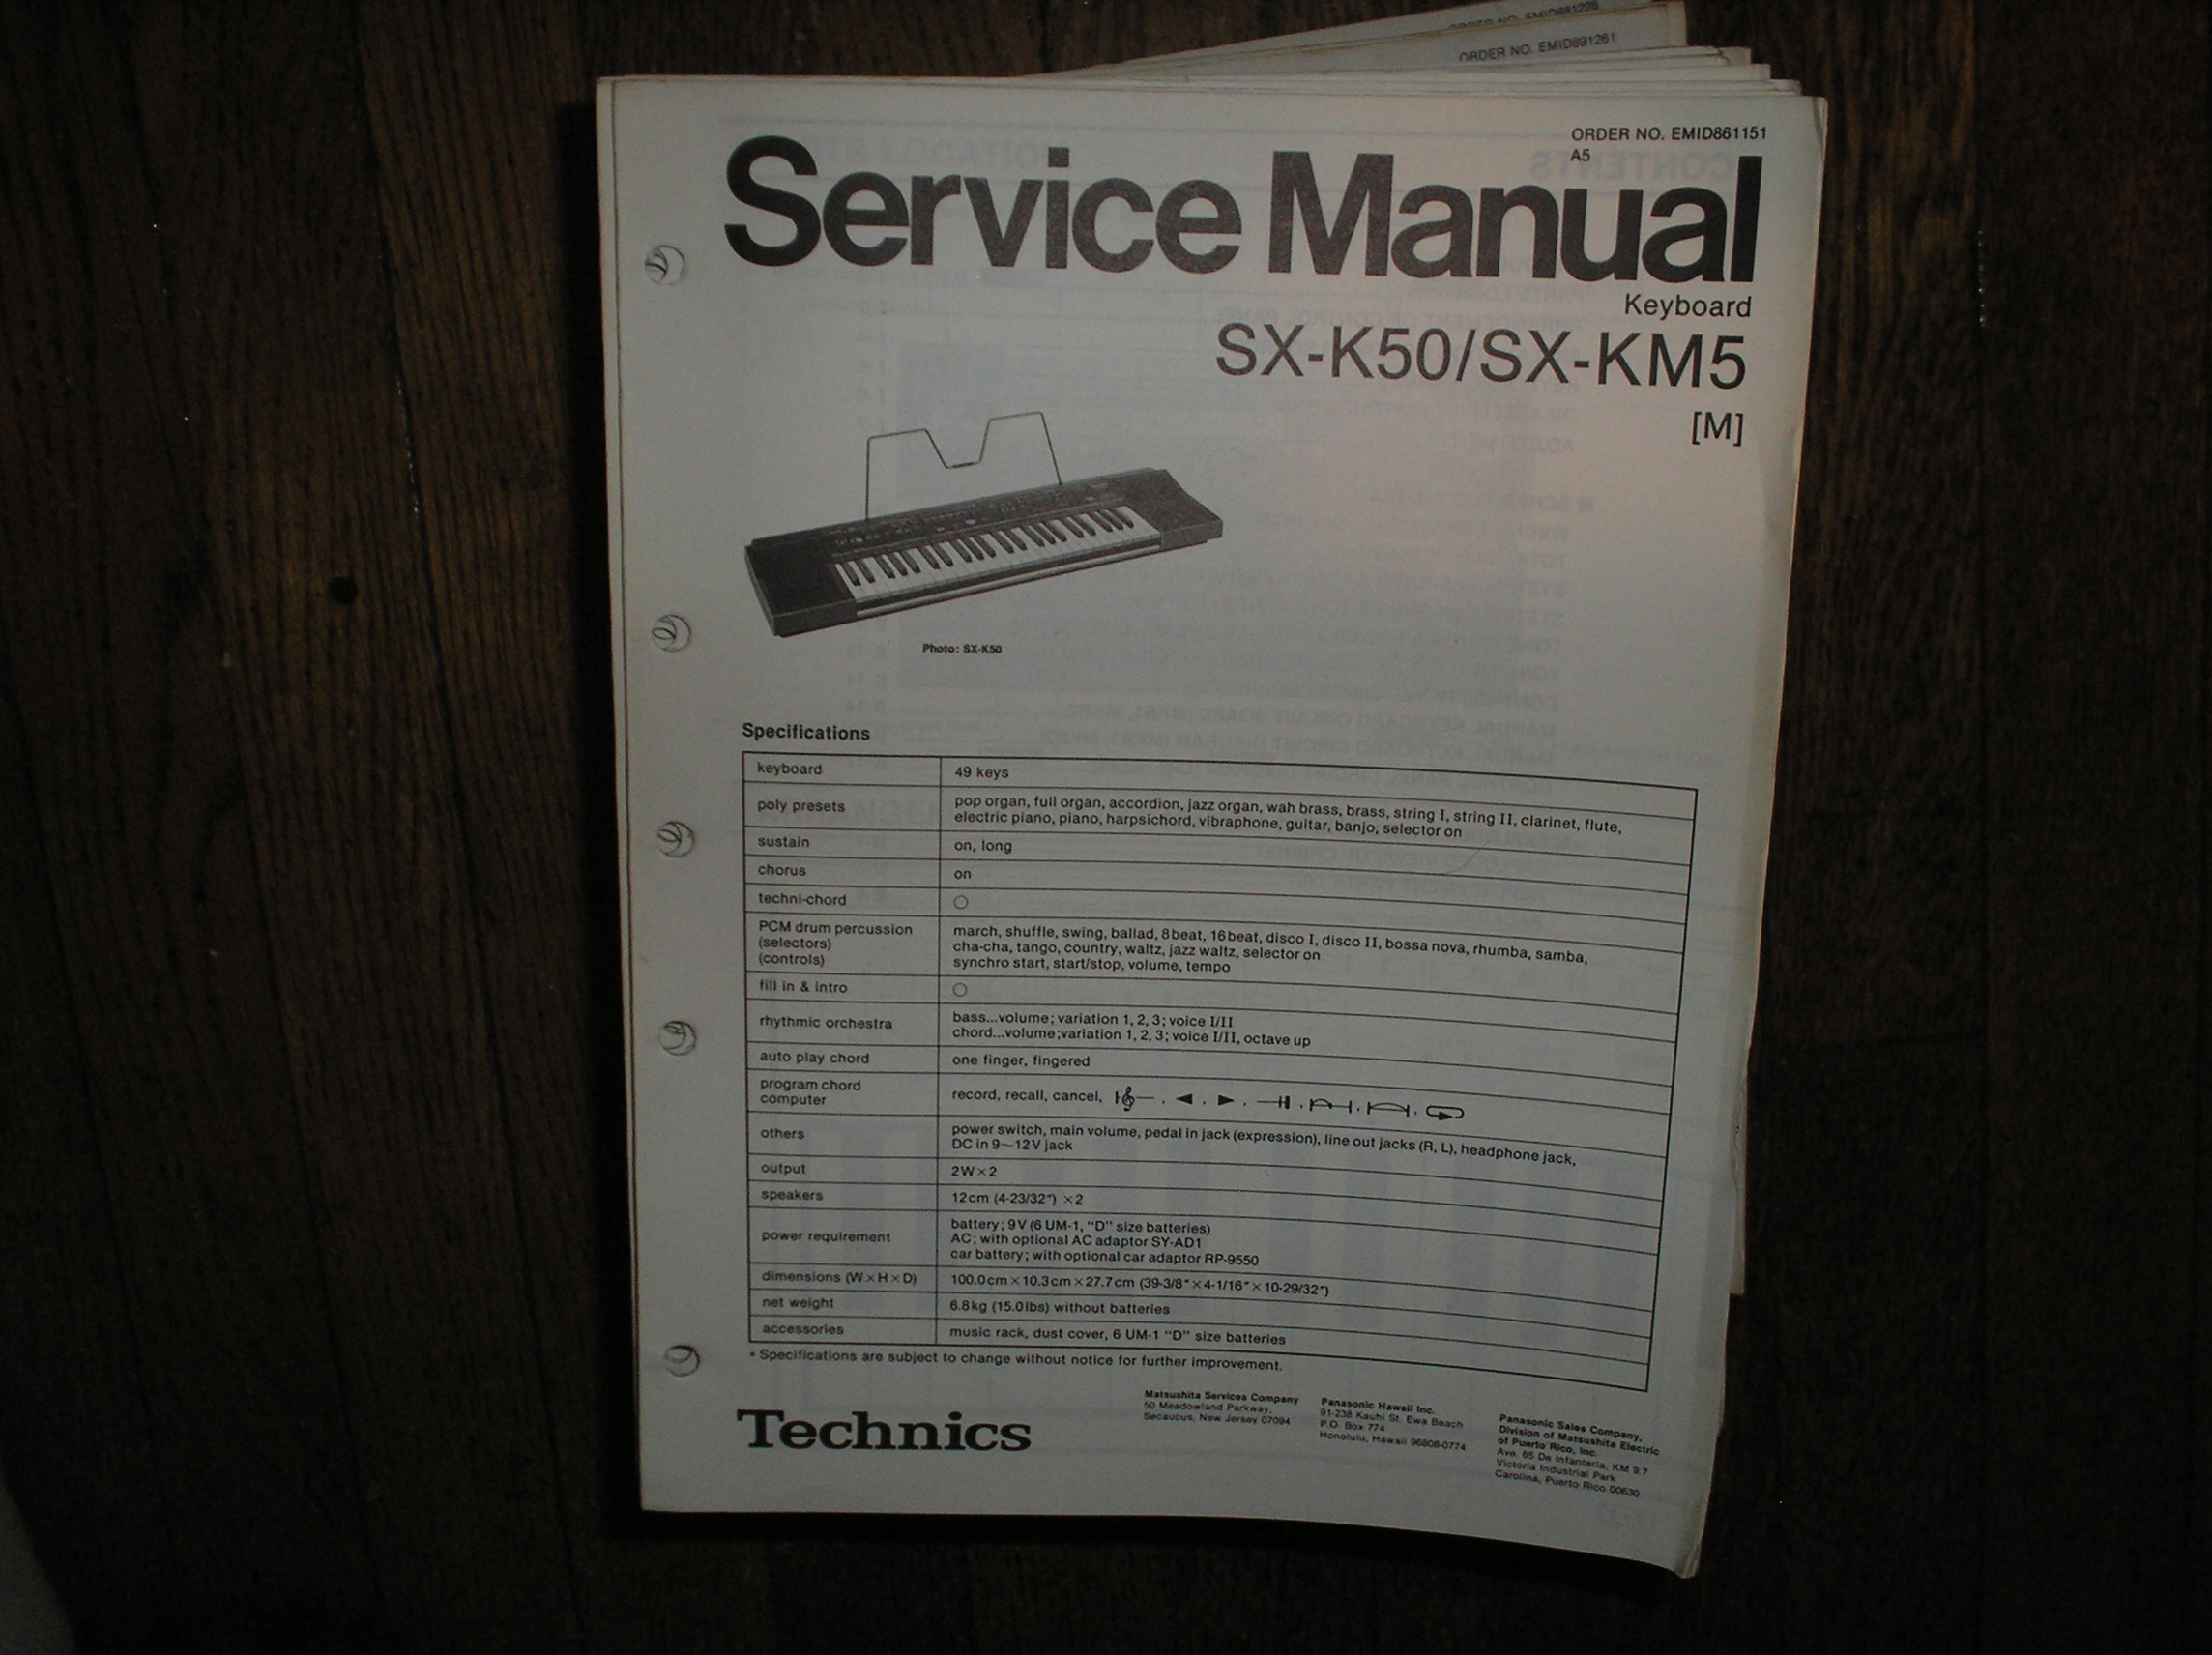 ORDER NO. EMID881226
ORDER NO. EMID891261
ORDER NO. EMID861151
A5
Service Manual
Keyboard
SX-K50/SX-KM5
[M]
Photo: SX-K50
Specifications
keyboard 49 keys
poly presets pop organ, full organ, accordion, jazz organ, wah brass, brass, string I, string II, clarinet, flute,
electric piano, piano, harpsichord, vibraphone, guitar, banjo, selector on
sustain on, long
chorus on
techni-chord ○
PCM drum percussion march, shuffle, swing, ballad, 8beat, 16beat, disco I, disco II, bossa nova, rhumba, samba,
(selectors) cha-cha, tango, country, waltz, jazz waltz, selector on
(controls) synchro start, start/stop, volume, tempo
fill in & intro ○
rhythmic orchestra bass...volume; variation 1, 2, 3; voice I/II
chord...volume;variation 1, 2, 3; voice I/II, octave up
auto play chord one finger, fingered
program chord
computer record, recall, cancel,
others power switch, main volume, pedal in jack (expression), line out jacks (R, L), headphone jack,
DC in 9~12V jack
output 2W×2
speakers 12cm (4-23/32") ×2
power requirement battery; 9V (6 UM-1, "D" size batteries)
AC; with optional AC adaptor SY-AD1
car battery; with optional car adaptor RP-9550
dimensions (W×H×D) 100.0cm×10.3cm×27.7cm (39-3/8"×4-1/16"×10-29/32")
net weight 6.8kg (15.0lbs) without batteries
accessories music rack, dust cover, 6 UM-1 "D" size batteries
• Specifications are subject to change without notice for further improvement.
Technics
Matsushita Services Company
50 Meadowland Parkway,
Secaucus, New Jersey 07094
Panasonic Hawaii Inc.
91-238 Kauhi St. Ewa Beach
P.O. Box 774
Honolulu, Hawaii 96808-0774
Panasonic Sales Company,
Division of Matsushita Electric
of Puerto Rico, Inc.
Ave. 65 De Infanteria, KM 9.7
Victoria Industrial Park
Carolina, Puerto Rico 00630